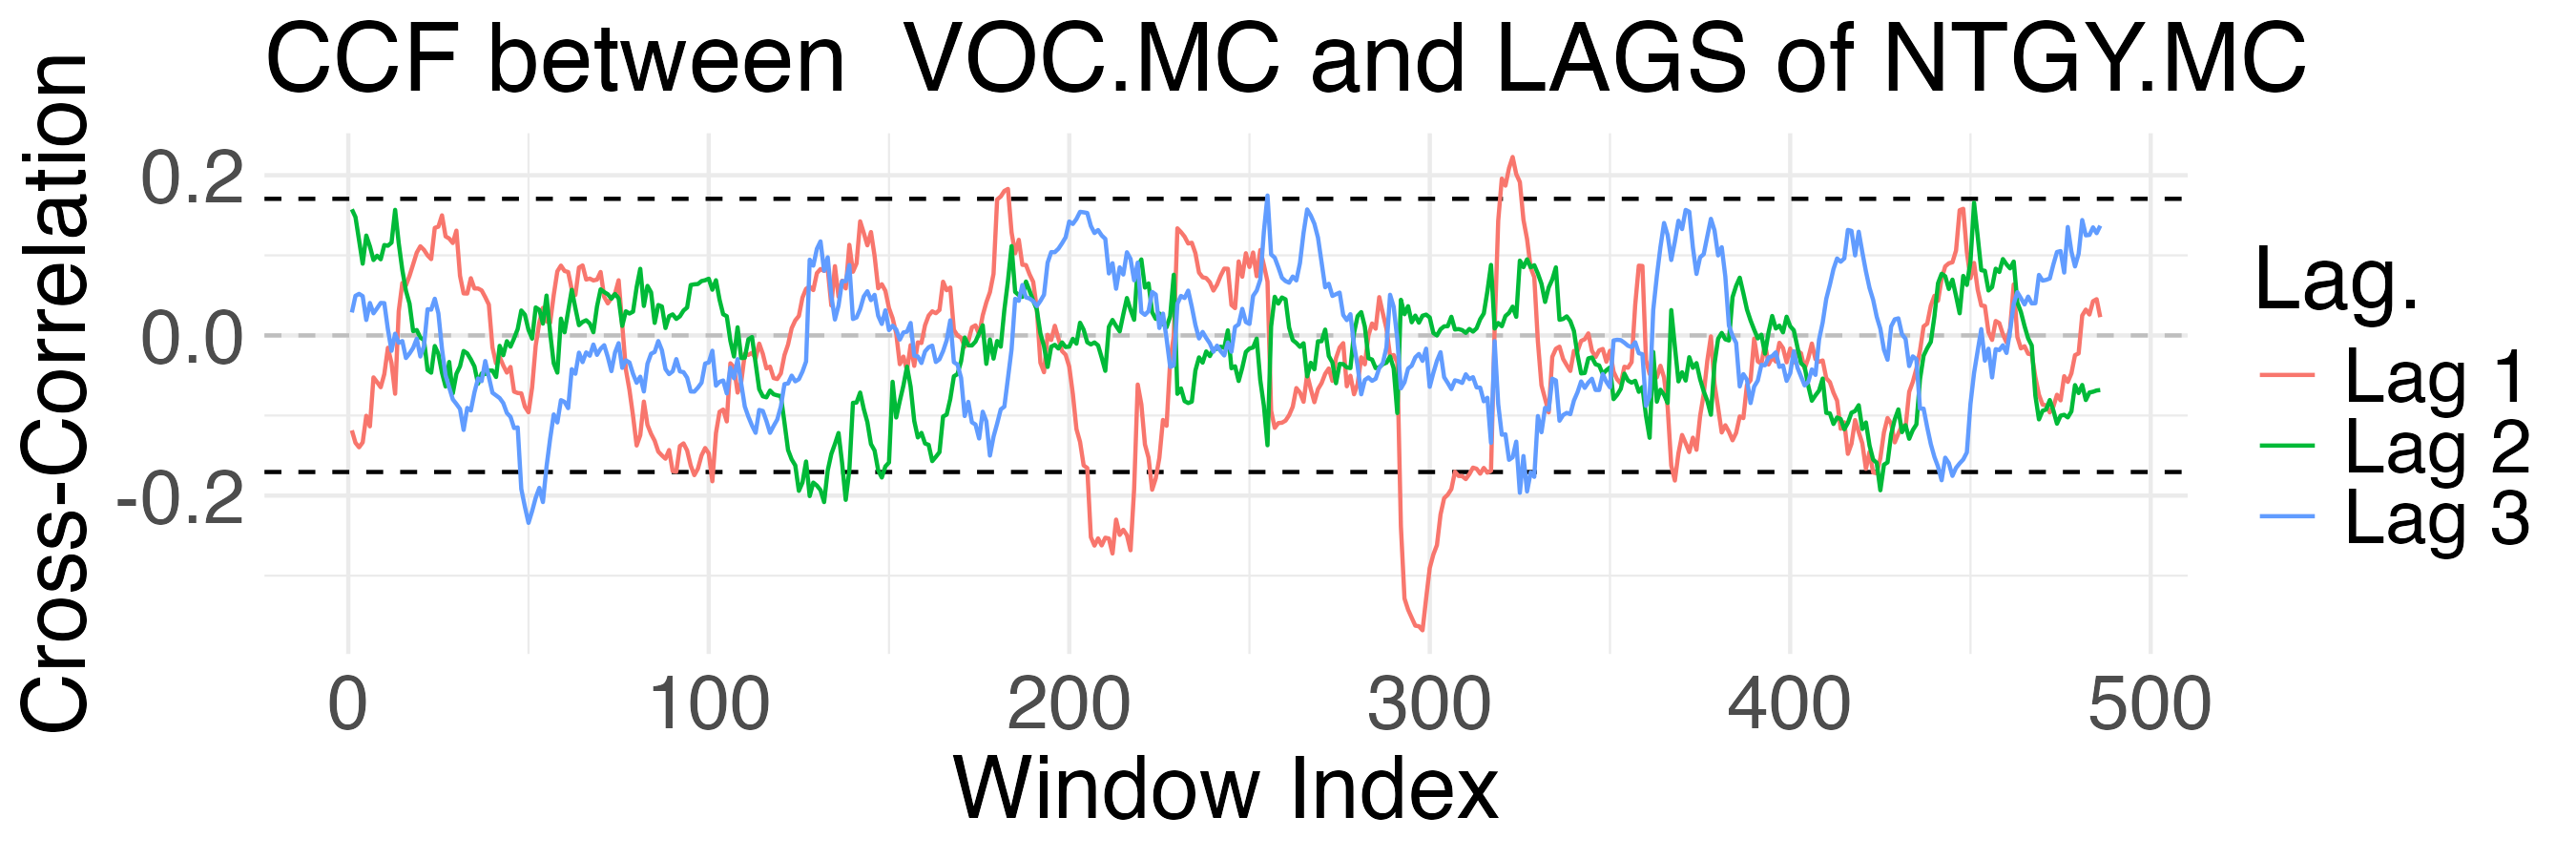 CCF between  VOC.MC and LAGS of NTGY.MC
Cross-Correlation
0.2
0.0
-0.2
0 100 200 300 400 500
Window Index
Lag.
Lag 1
Lag 2
Lag 3